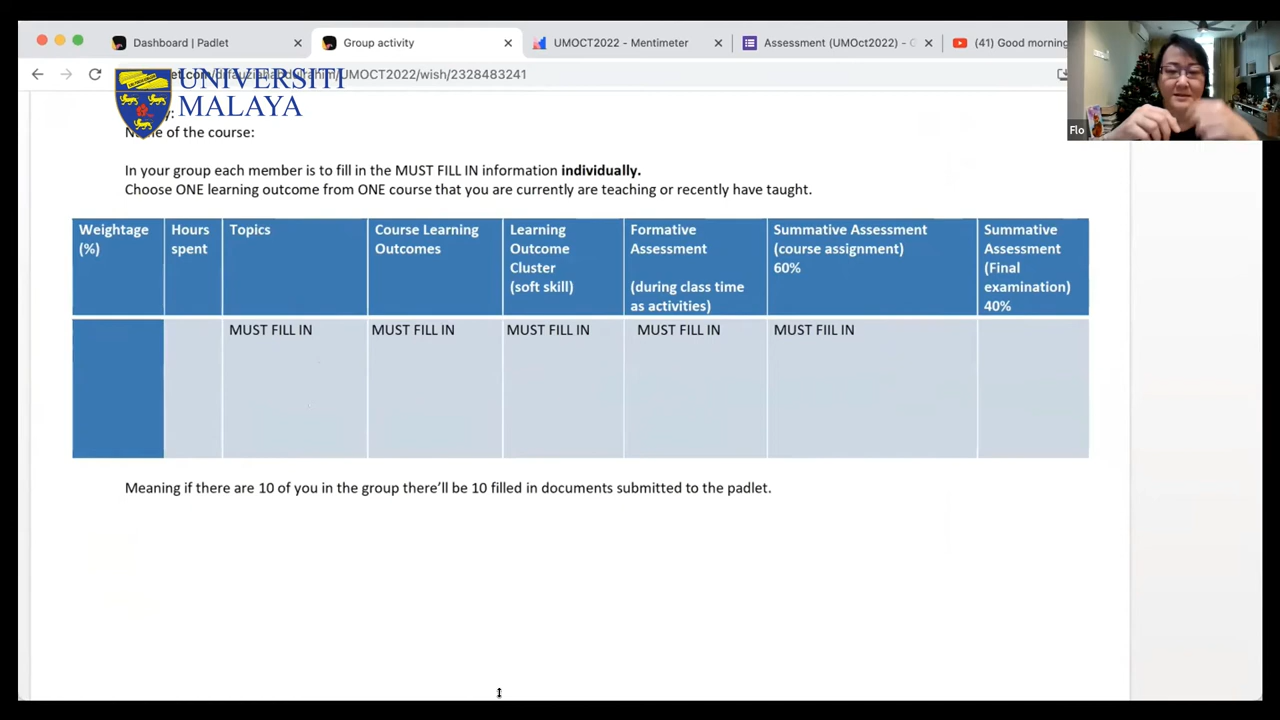 Dashboard | Padlet
Group activity
UMOCT2022 - Mentimeter
Assessment (UMOct2022) -
(41) Good morning
et.com/drfauziahabdulrahim/UMOCT2022/wish/2328483241
UNIVERSITI
MALAYA
Flo
Name of the course:
In your group each member is to fill in the MUST FILL IN information individually.
Choose ONE learning outcome from ONE course that you are currently are teaching or recently have taught.
Weightage
(%)
Hours
spent
Topics
Course Learning
Outcomes
Learning
Outcome
Cluster
(soft skill)
Formative
Assessment
(during class time
as activities)
Summative Assessment
(course assignment)
60%
Summative
Assessment
(Final
examination)
40%
MUST FILL IN
MUST FILL IN
MUST FILL IN
MUST FILL IN
MUST FIIL IN
Meaning if there are 10 of you in the group there'll be 10 filled in documents submitted to the padlet.